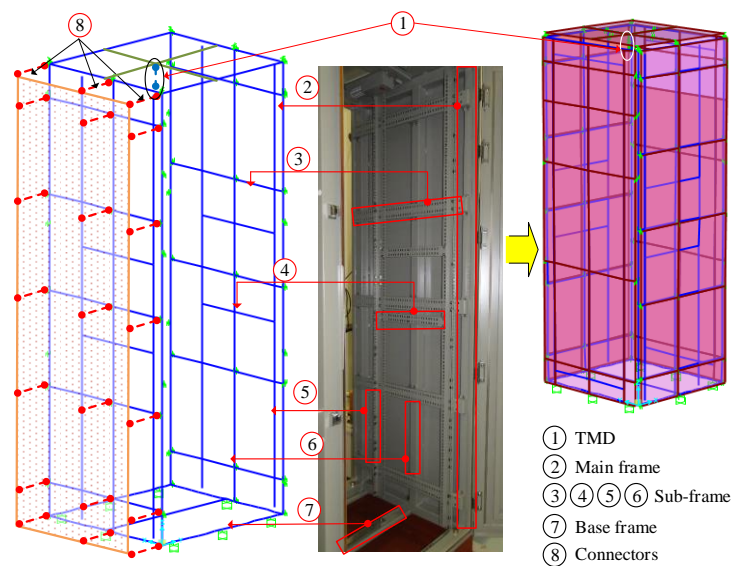 ⑧
①
②
③
④
⑤
⑥
⑦
① TMD
② Main frame
③ ④ ⑤ ⑥ Sub-frame
⑦ Base frame
⑧ Connectors